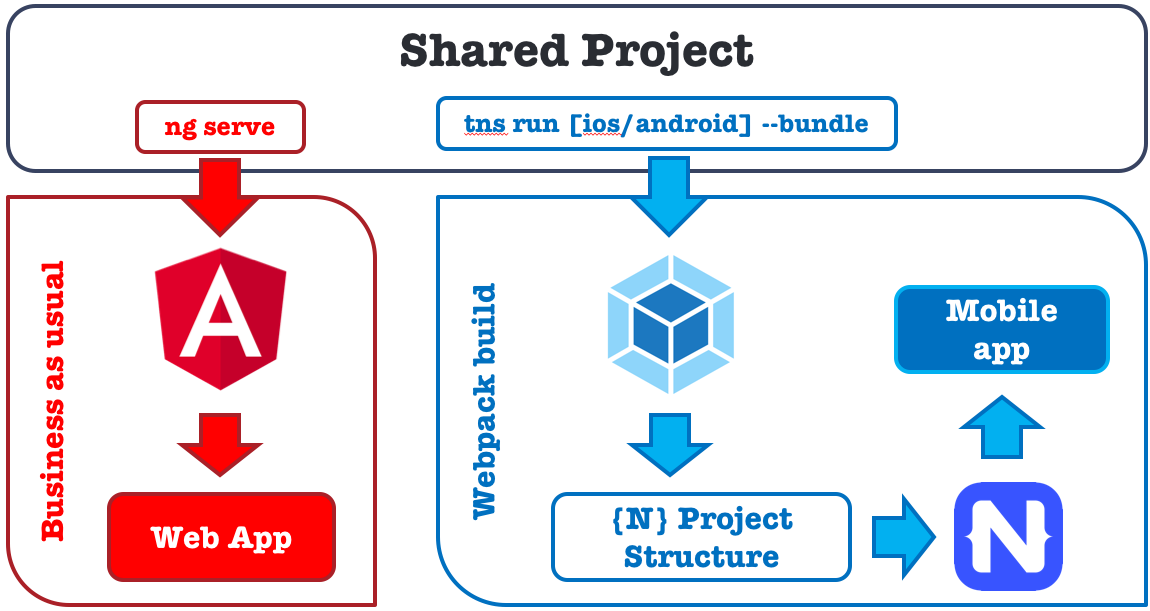 Shared Project
ng serve
tns run [ios/android] --bundle
Business as usual
A
Web App
Webpack build
{N} Project
Structure
Mobile
app
{N}